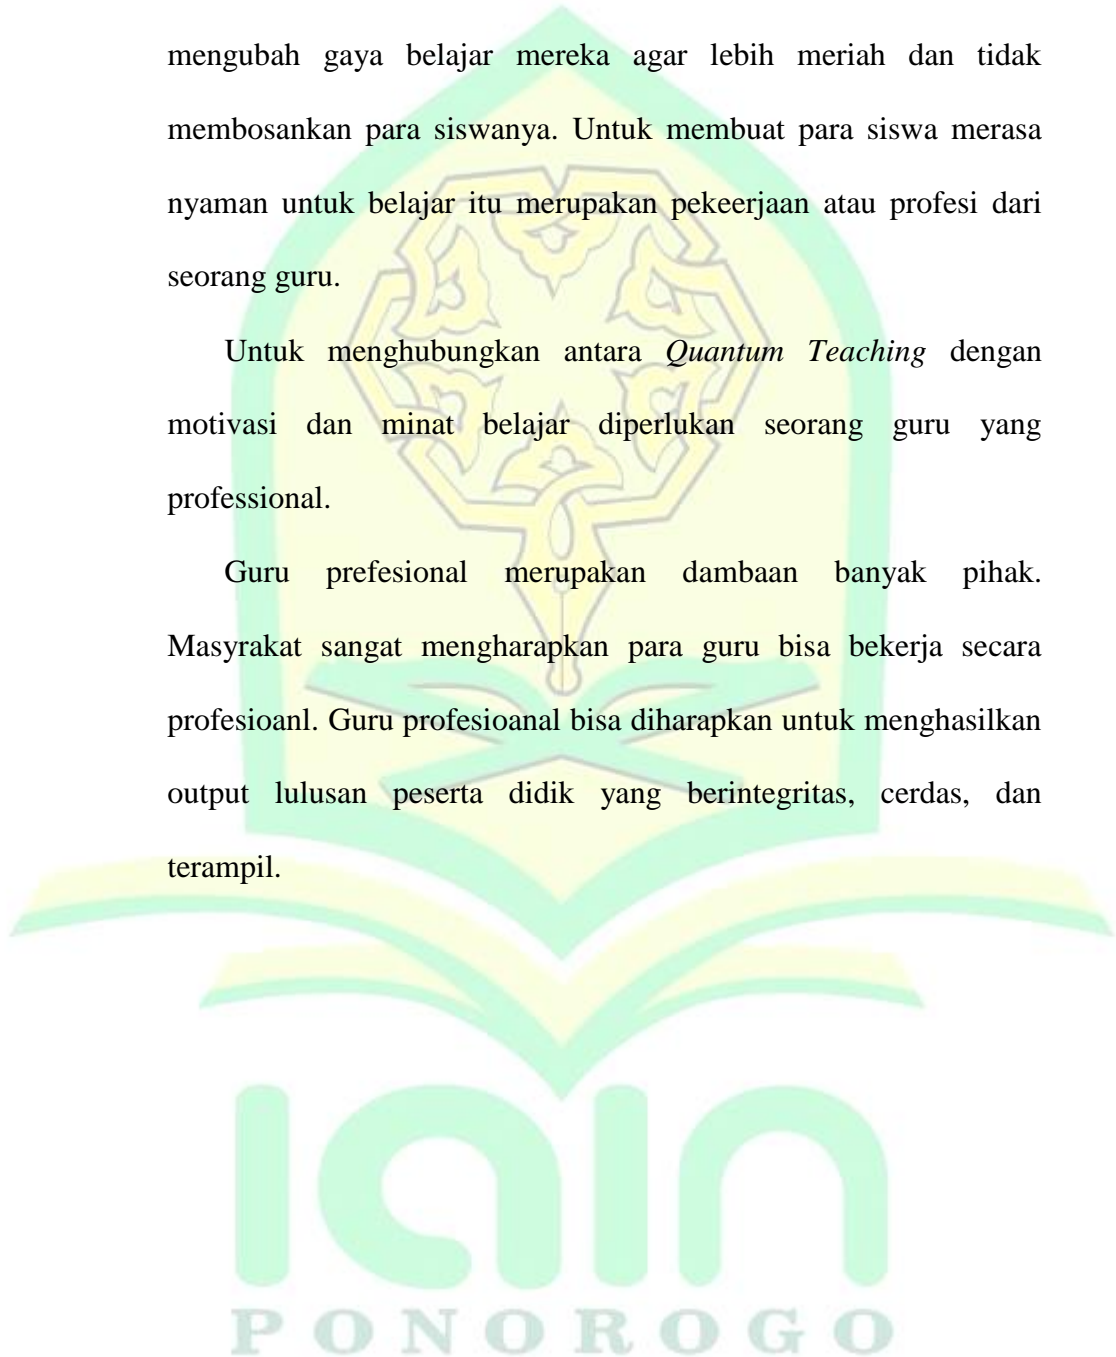 mengubah gaya belajar mereka agar lebih meriah dan tidak
membosankan para siswanya. Untuk membuat para siswa merasa
nyaman untuk belajar itu merupakan pekeerjaan atau profesi dari
seorang guru.
Untuk menghubungkan antara Quantum Teaching dengan
motivasi dan minat belajar diperlukan seorang guru yang
professional.
Guru prefesional merupakan dambaan banyak pihak.
Masyrakat sangat mengharapkan para guru bisa bekerja secara
profesioanl. Guru profesioanal bisa diharapkan untuk menghasilkan
output lulusan peserta didik yang berintegritas, cerdas, dan
terampil.
iain
PONOROGO